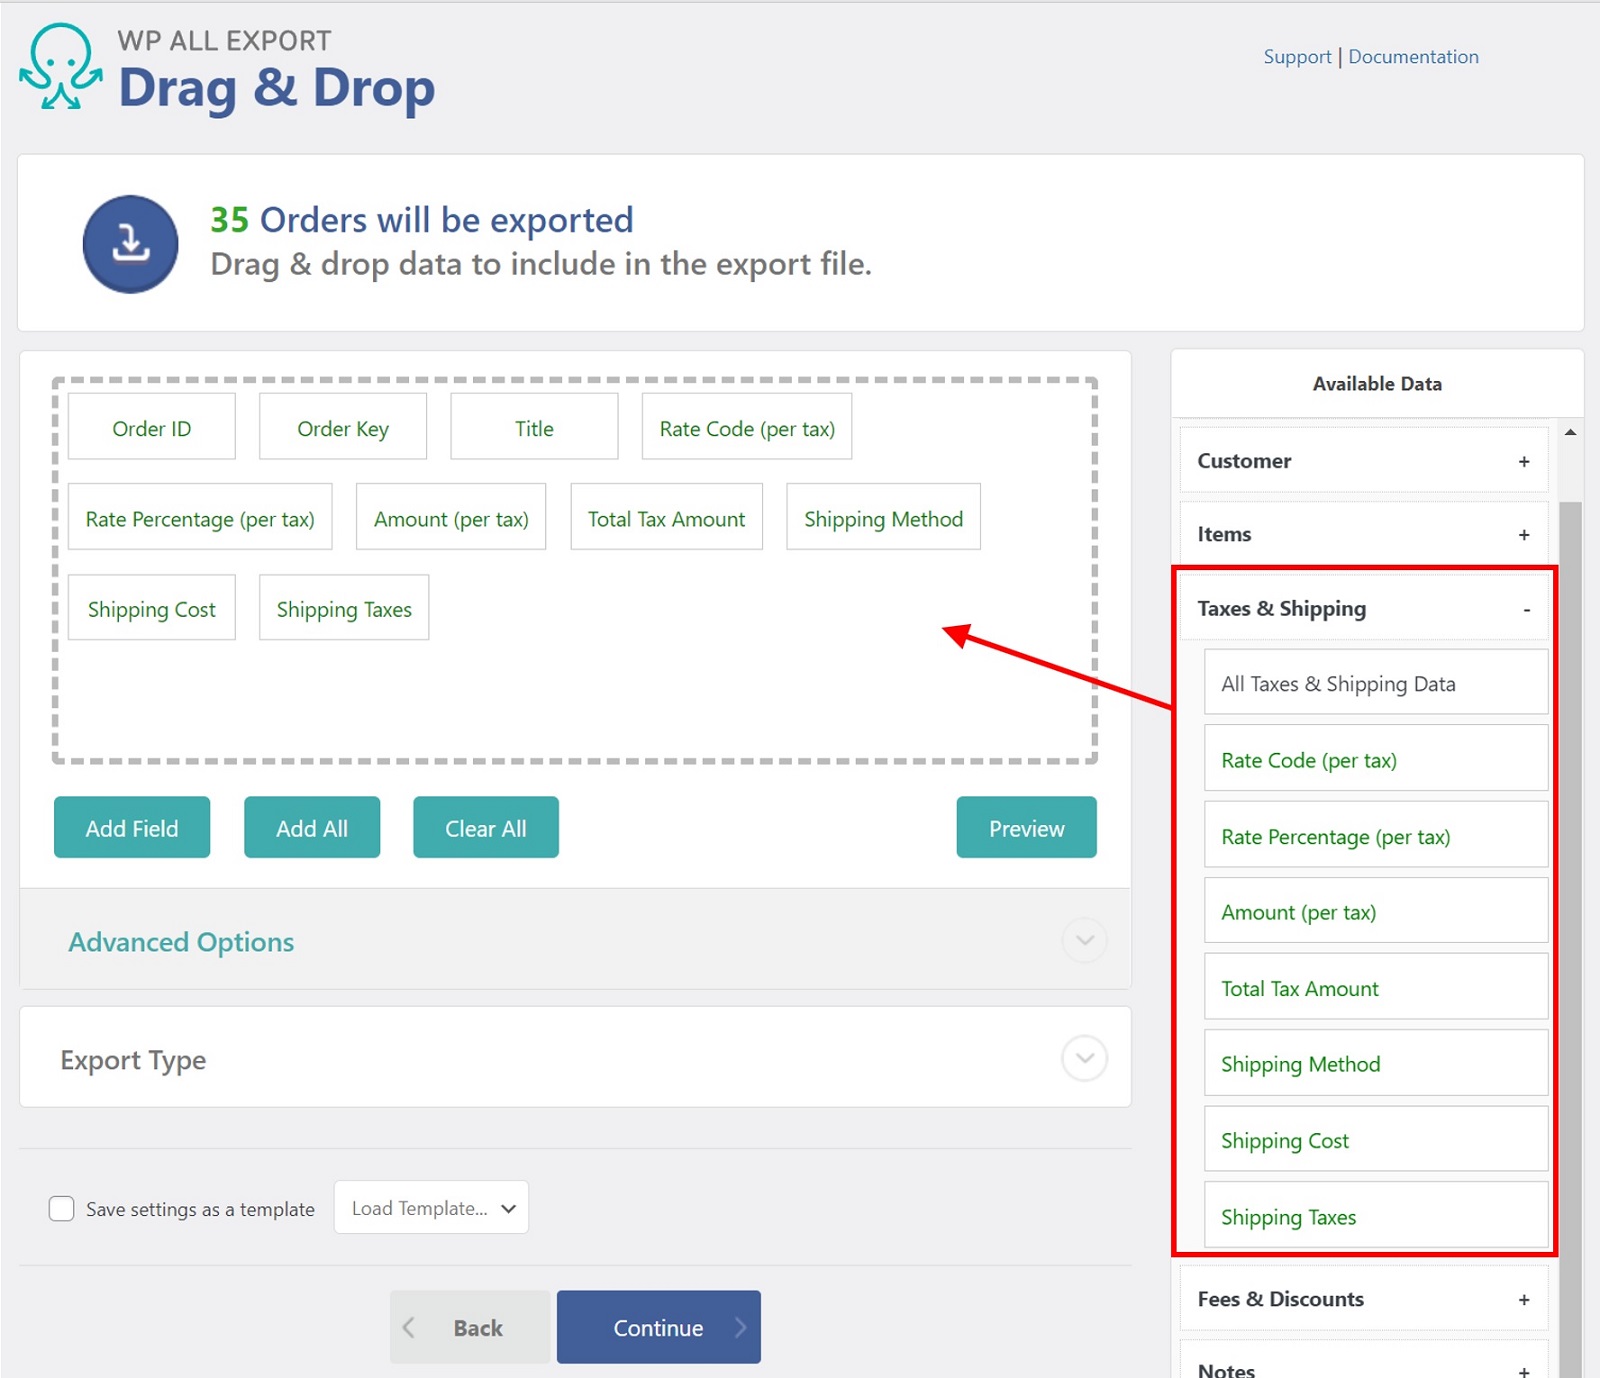 WP ALL EXPORT
Drag & Drop
Support | Documentation
35 Orders will be exported
Drag & drop data to include in the export file.
Order ID
Order Key
Title
Rate Code (per tax)
Rate Percentage (per tax)
Amount (per tax)
Total Tax Amount
Shipping Method
Shipping Cost
Shipping Taxes
Add Field
Add All
Clear All
Preview
Advanced Options
Export Type
Save settings as a template
Load Template...
Back
Continue
Available Data
Customer +
Items +
Taxes & Shipping -
All Taxes & Shipping Data
Rate Code (per tax)
Rate Percentage (per tax)
Amount (per tax)
Total Tax Amount
Shipping Method
Shipping Cost
Shipping Taxes
Fees & Discounts +
Notes +